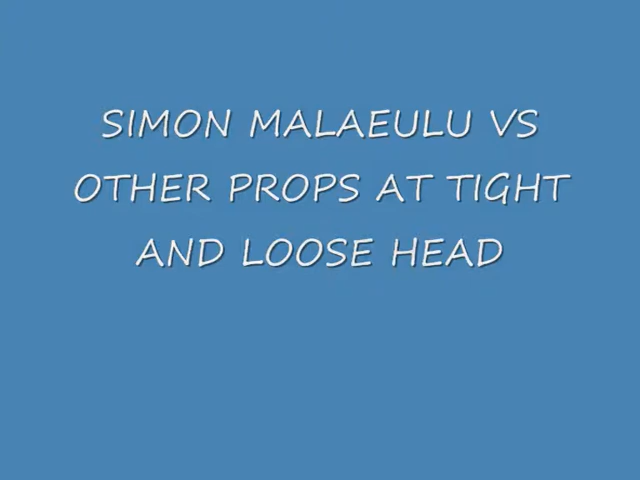 SIMON MALAEULU VS
OTHER PROPS AT TIGHT
AND LOOSE HEAD